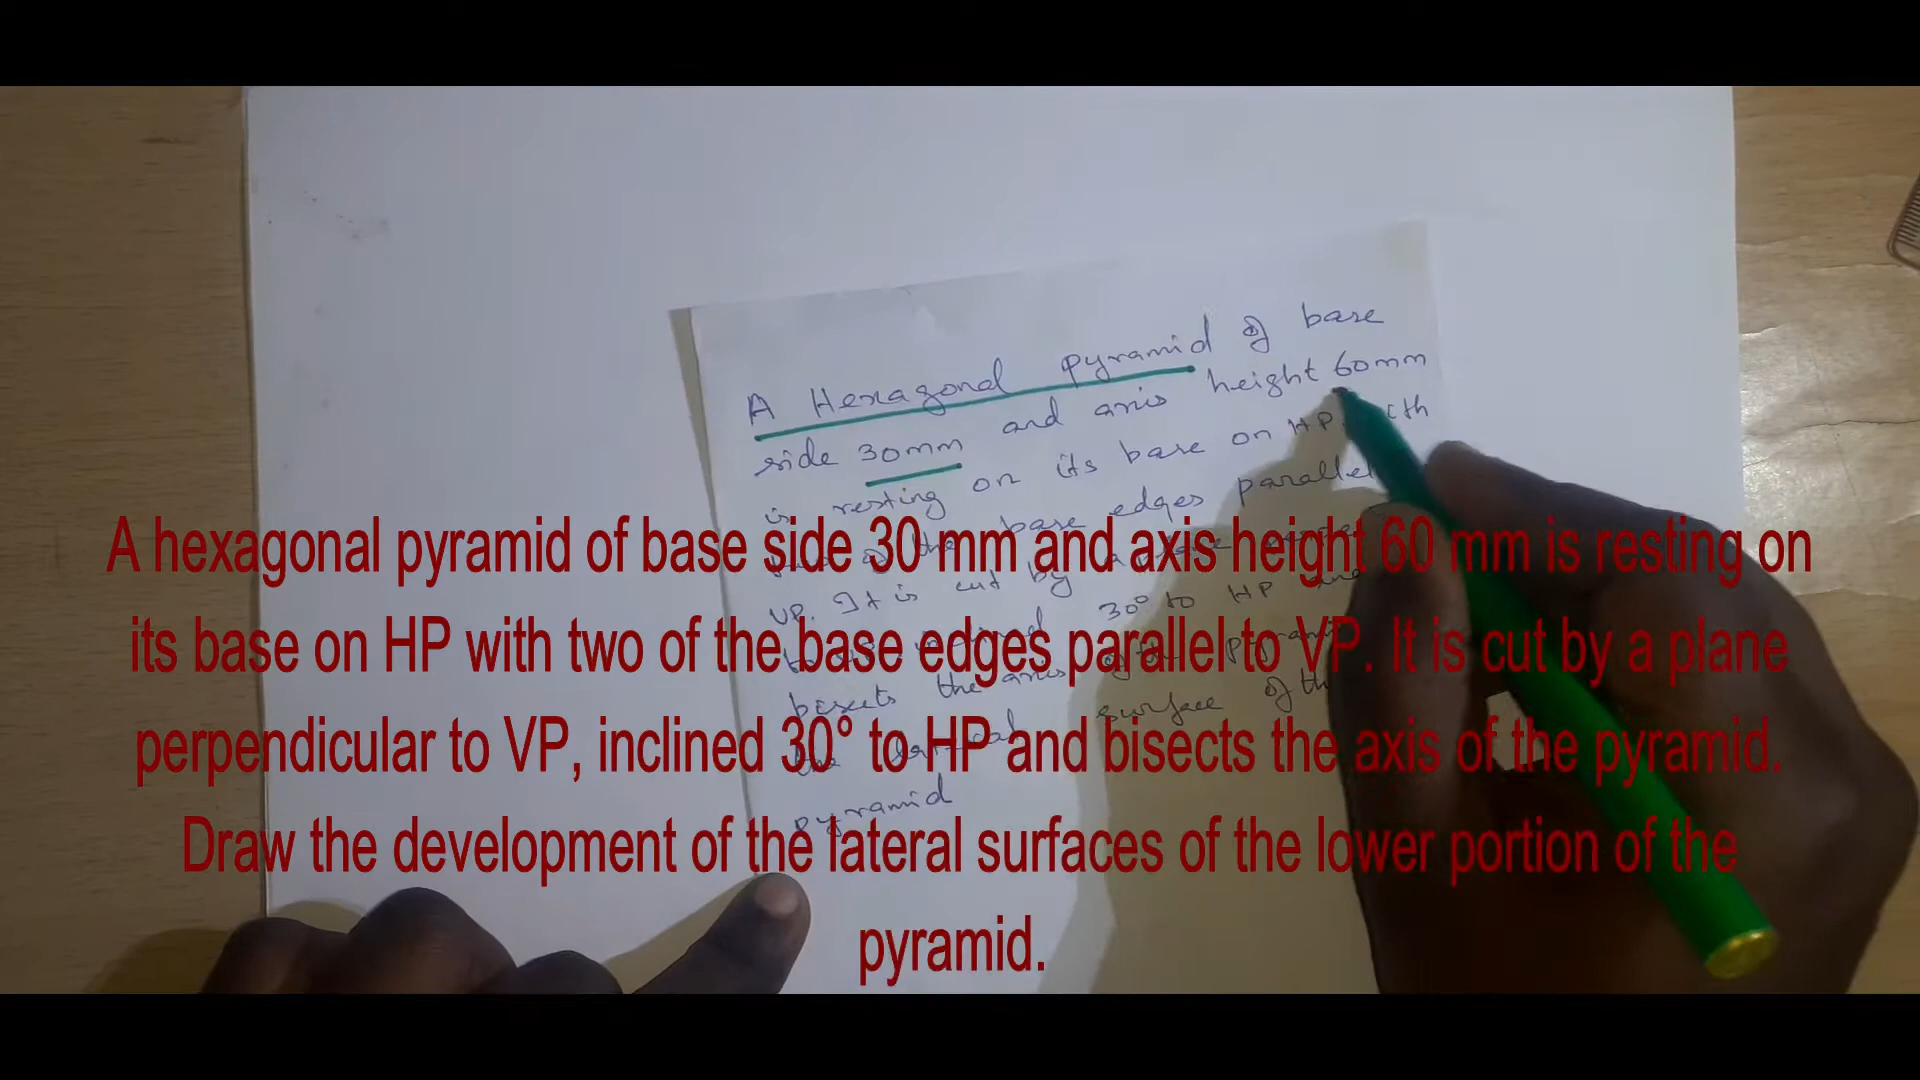 A Hexagonal pyramid of base
side 30mm and axis height 60mm
is resting on its base on HP
base edges parallel
VP. It is cut by a
30° to HP
bisects the axis
surface of
pyramid
A hexagonal pyramid of base side 30 mm and axis height 60 mm is resting on
its base on HP with two of the base edges parallel to VP. It is cut by a plane
perpendicular to VP, inclined 30° to HP and bisects the axis of the pyramid.
Draw the development of the lateral surfaces of the lower portion of the
pyramid.